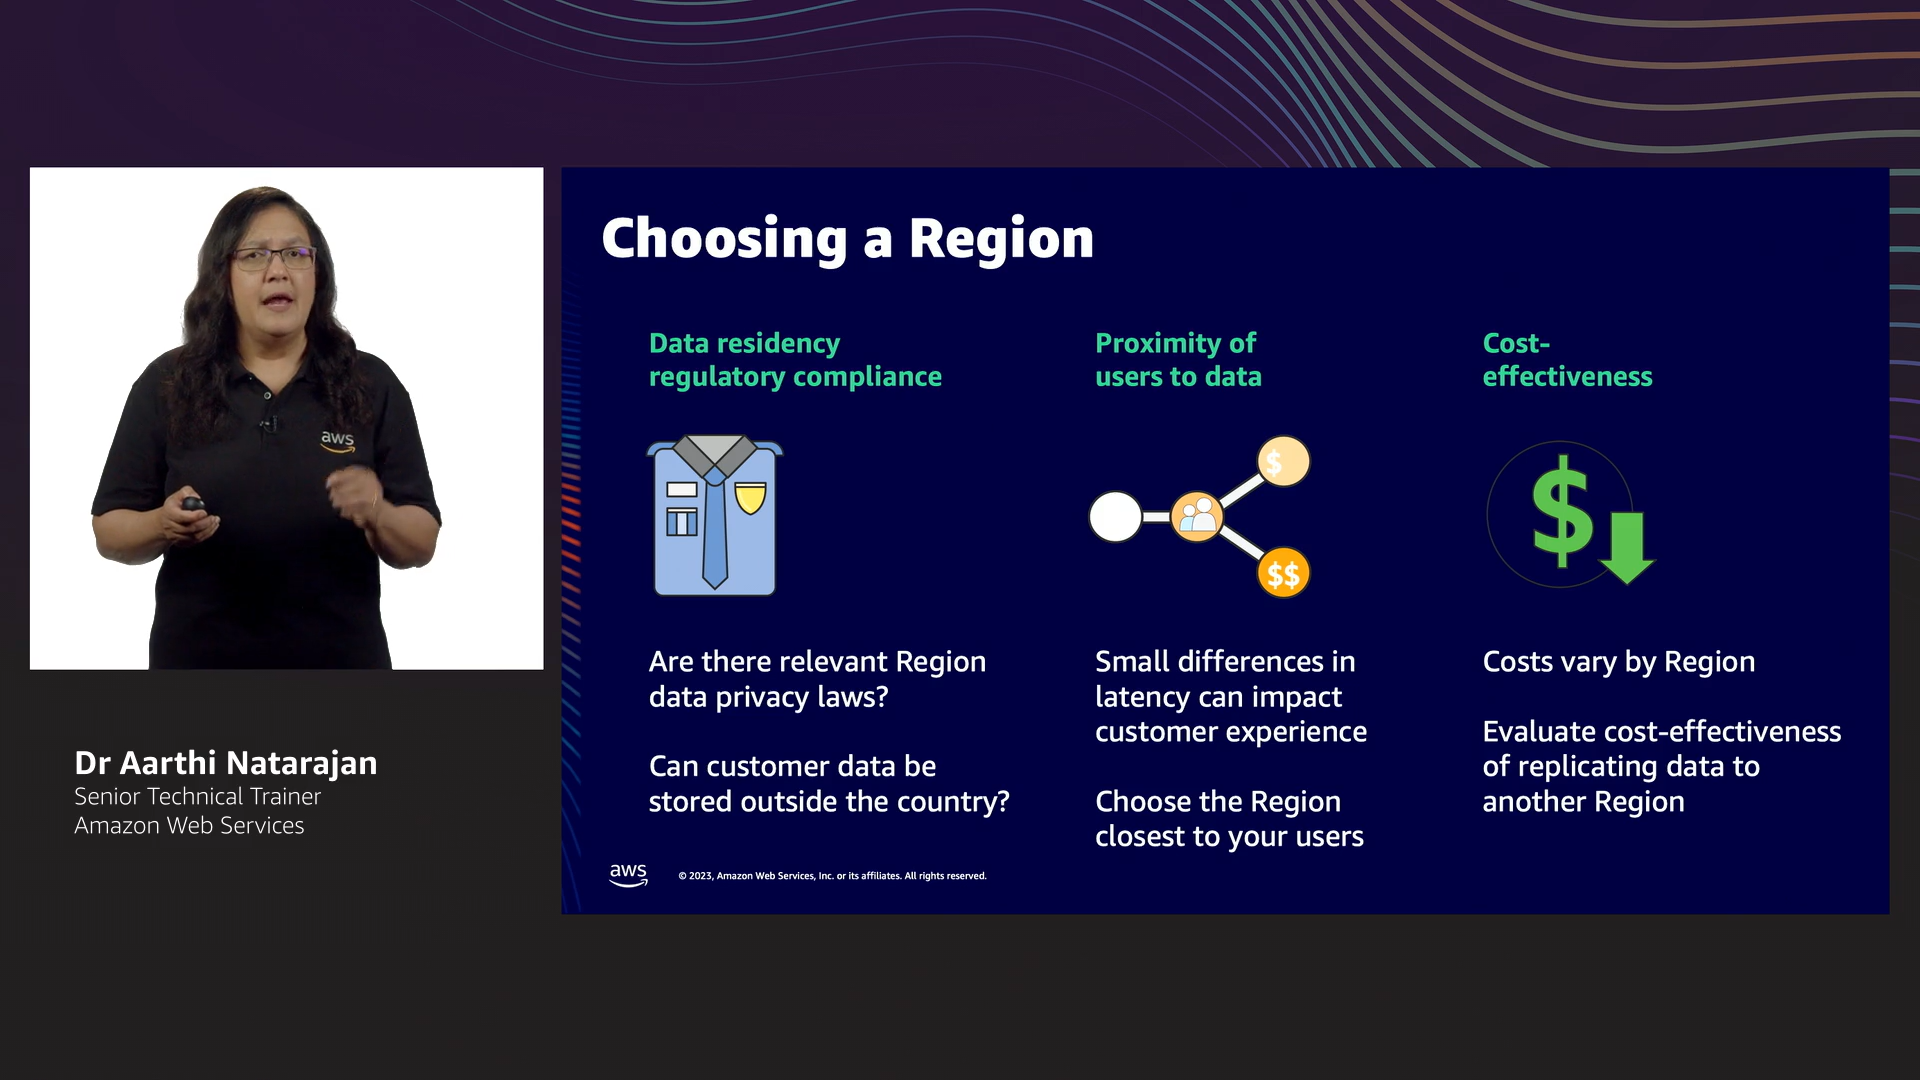 Choosing a Region
Data residency
regulatory compliance
Proximity of
users to data
Cost-
effectiveness
$
$$
$
Are there relevant Region
data privacy laws?
Can customer data be
stored outside the country?
Small differences in
latency can impact
customer experience
Choose the Region
closest to your users
Costs vary by Region
Evaluate cost-effectiveness
of replicating data to
another Region
aws
© 2023, Amazon Web Services, Inc. or its affiliates. All rights reserved.
aws
Dr Aarthi Natarajan
Senior Technical Trainer
Amazon Web Services